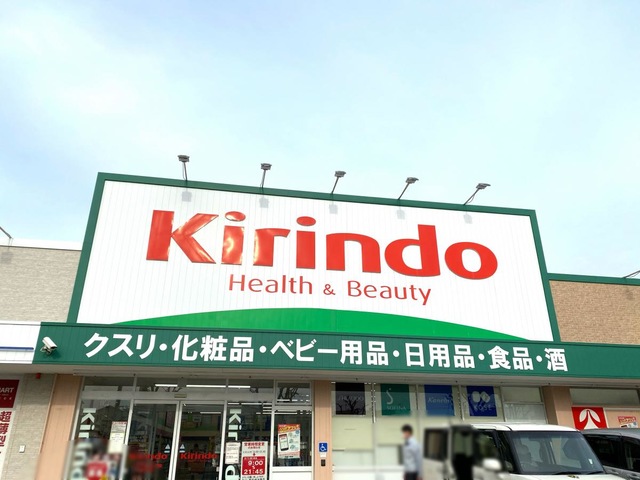 Kirindo
Health & Beauty
クスリ・化粧品・ベビー用品・日用品・食品・酒
Kirindo
9:00
21:45